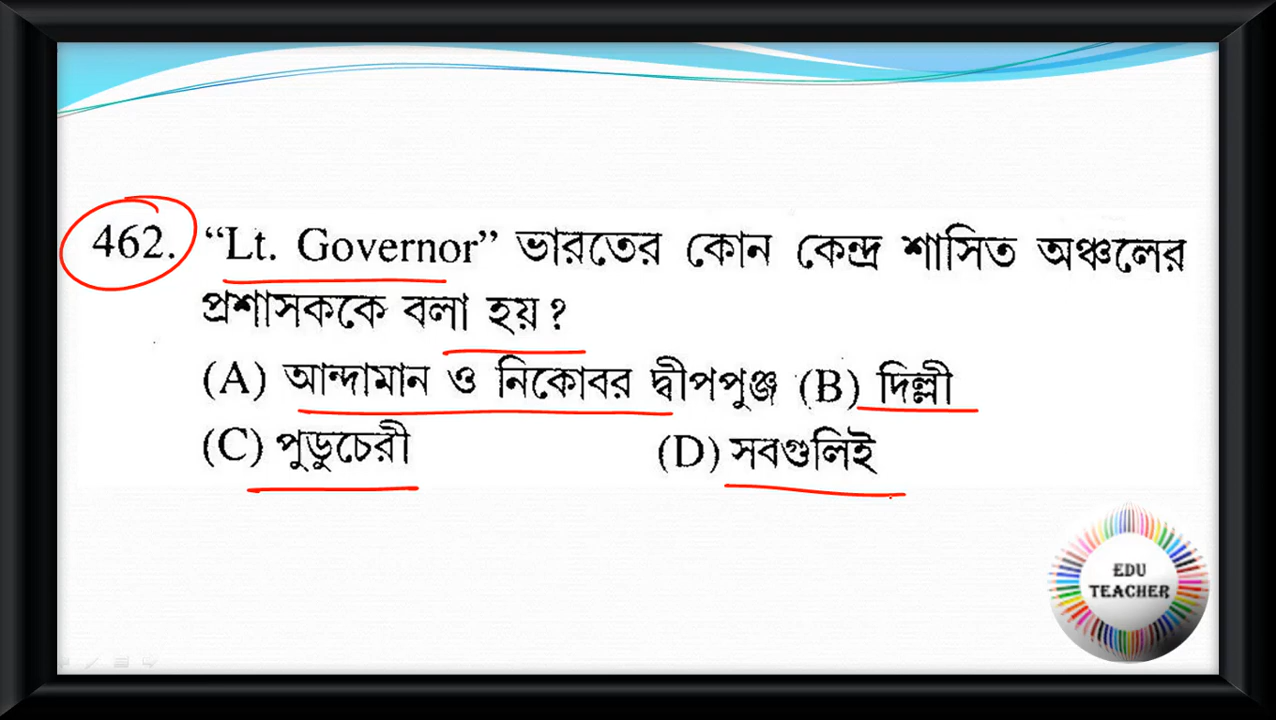 462. “Lt. Governor” ভারতের কোন কেন্দ্র শাসিত অঞ্চলের
প্রশাসককে বলা হয়?
(A) আন্দামান ও নিকোবর দ্বীপপুঞ্জ (B) দিল্লী
(C) পুডুচেরী (D) সবগুলিই
EDU
TEACHER